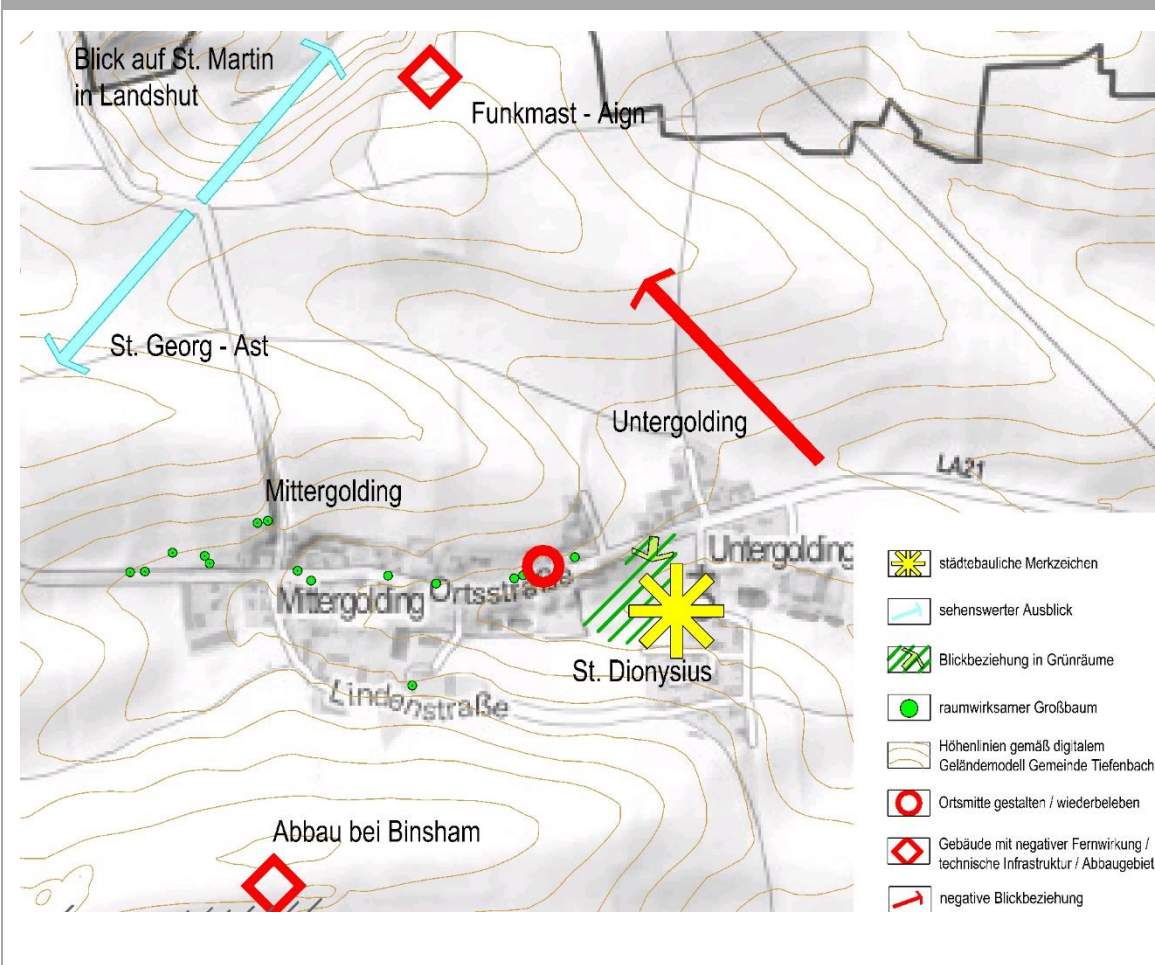 Blick auf St. Martin
in Landshut
Funkmast - Aign
St. Georg - Ast
Untergolding
LA21
Mittergolding
Untergolding
Mittergolding
Ortsstraße
St. Dionysius
Lindenstraße
Abbau bei Binsham
städtebauliche Merkzeichen
sehenswerter Ausblick
Blickbeziehung in Grünräume
raumwirksamer Großbaum
Höhenlinien gemäß digitalem
Geländemodell Gemeinde Tiefenbach
Ortsmitte gestalten / wiederbeleben
Gebäude mit negativer Fernwirkung /
technische Infrastruktur / Abbaugebiet
negative Blickbeziehung